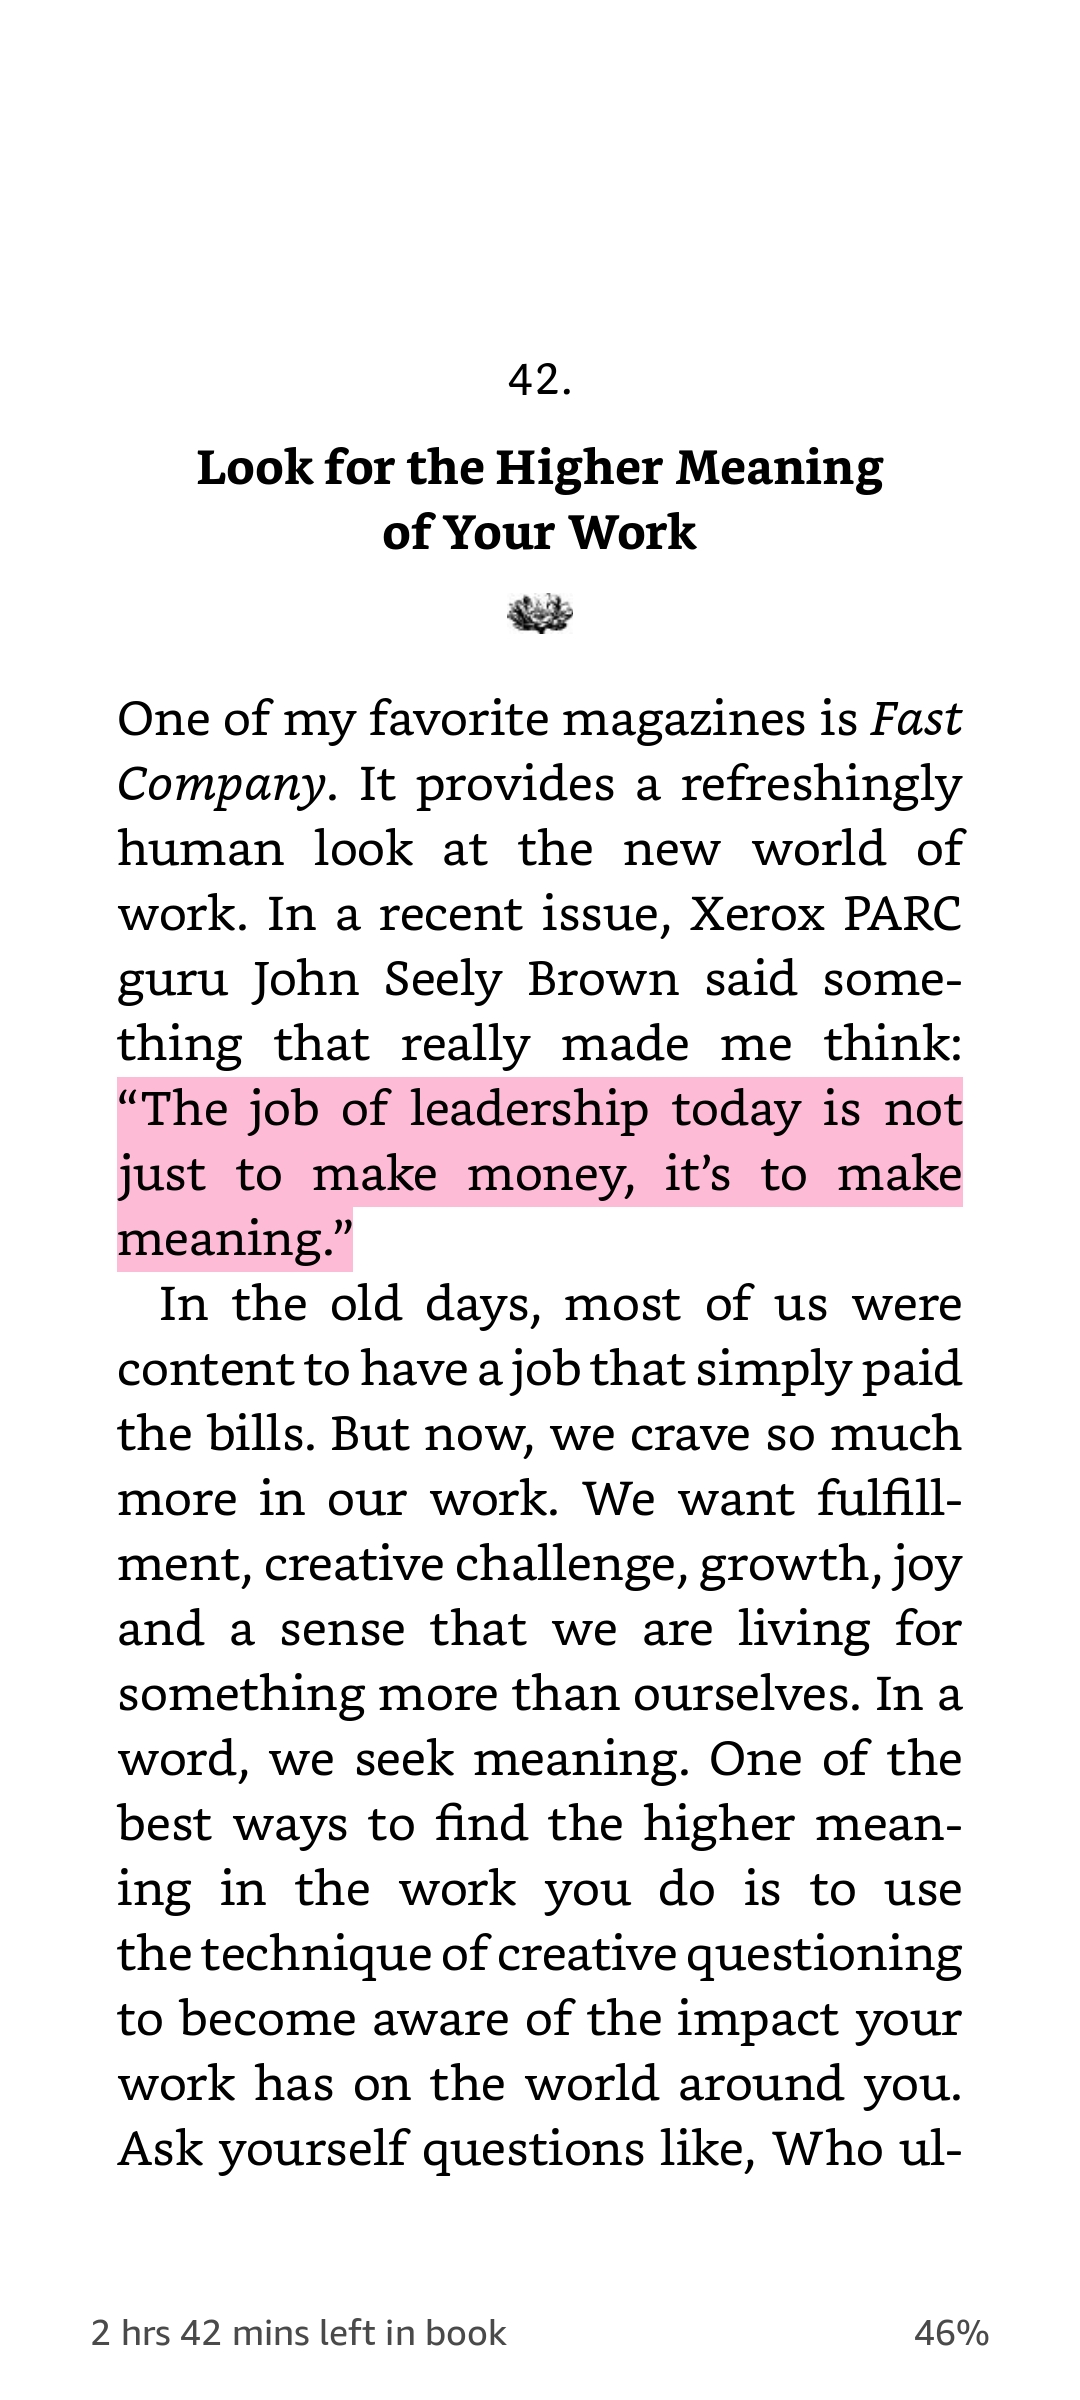 42.
Look for the Higher Meaning
of Your Work
One of my favorite magazines is Fast
Company. It provides a refreshingly
human look at the new world of
work. In a recent issue, Xerox PARC
guru John Seely Brown said some-
thing that really made me think:
“The job of leadership today is not
just to make money, it’s to make
meaning.”
In the old days, most of us were
content to have a job that simply paid
the bills. But now, we crave so much
more in our work. We want fulfill-
ment, creative challenge, growth, joy
and a sense that we are living for
something more than ourselves. In a
word, we seek meaning. One of the
best ways to find the higher mean-
ing in the work you do is to use
the technique of creative questioning
to become aware of the impact your
work has on the world around you.
Ask yourself questions like, Who ul-
2 hrs 42 mins left in book 46%